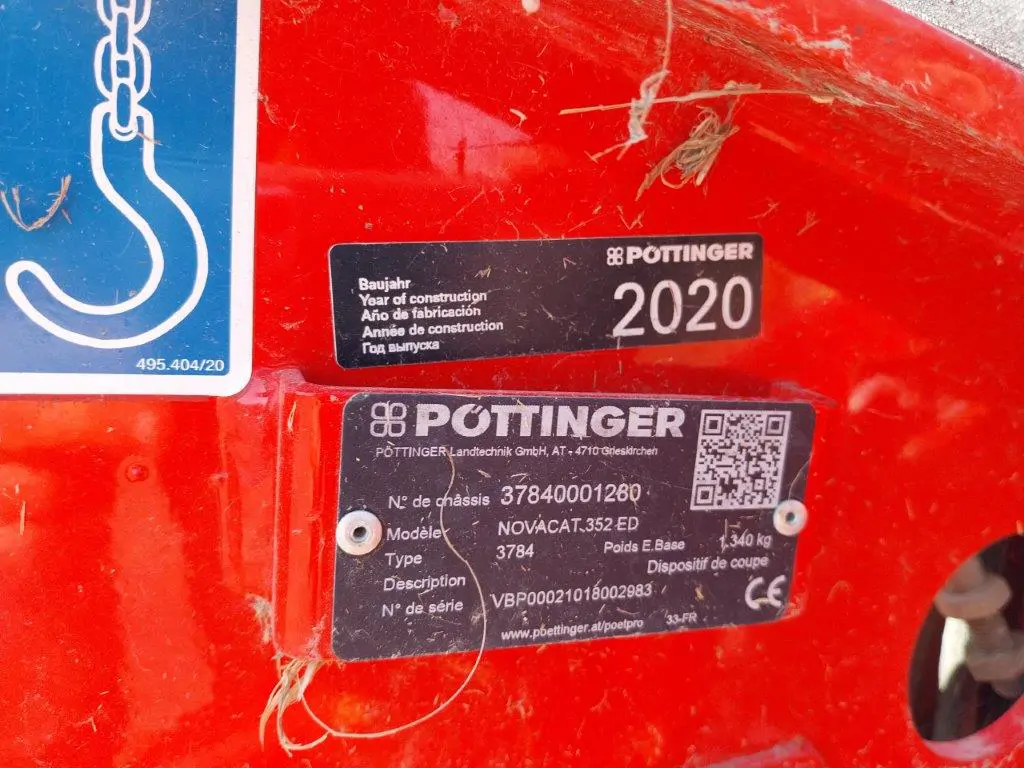 495.404/20
PÖTTINGER
Baujahr
Year of construction
Año de fabricación
Année de construction
Год выпуска
2020
PÖTTINGER
PÖTTINGER Landtechnik GmbH, AT - 4710 Grieskirchen
N.° de châssis 37840001280
Modèle NOVACAT 352 ED
Type 3784 Poids E.Base 1.340 kg
Description Dispositif de coupe
N° de série VBP00021018002983
CE
www.poettinger.at/poetpro 33-FR